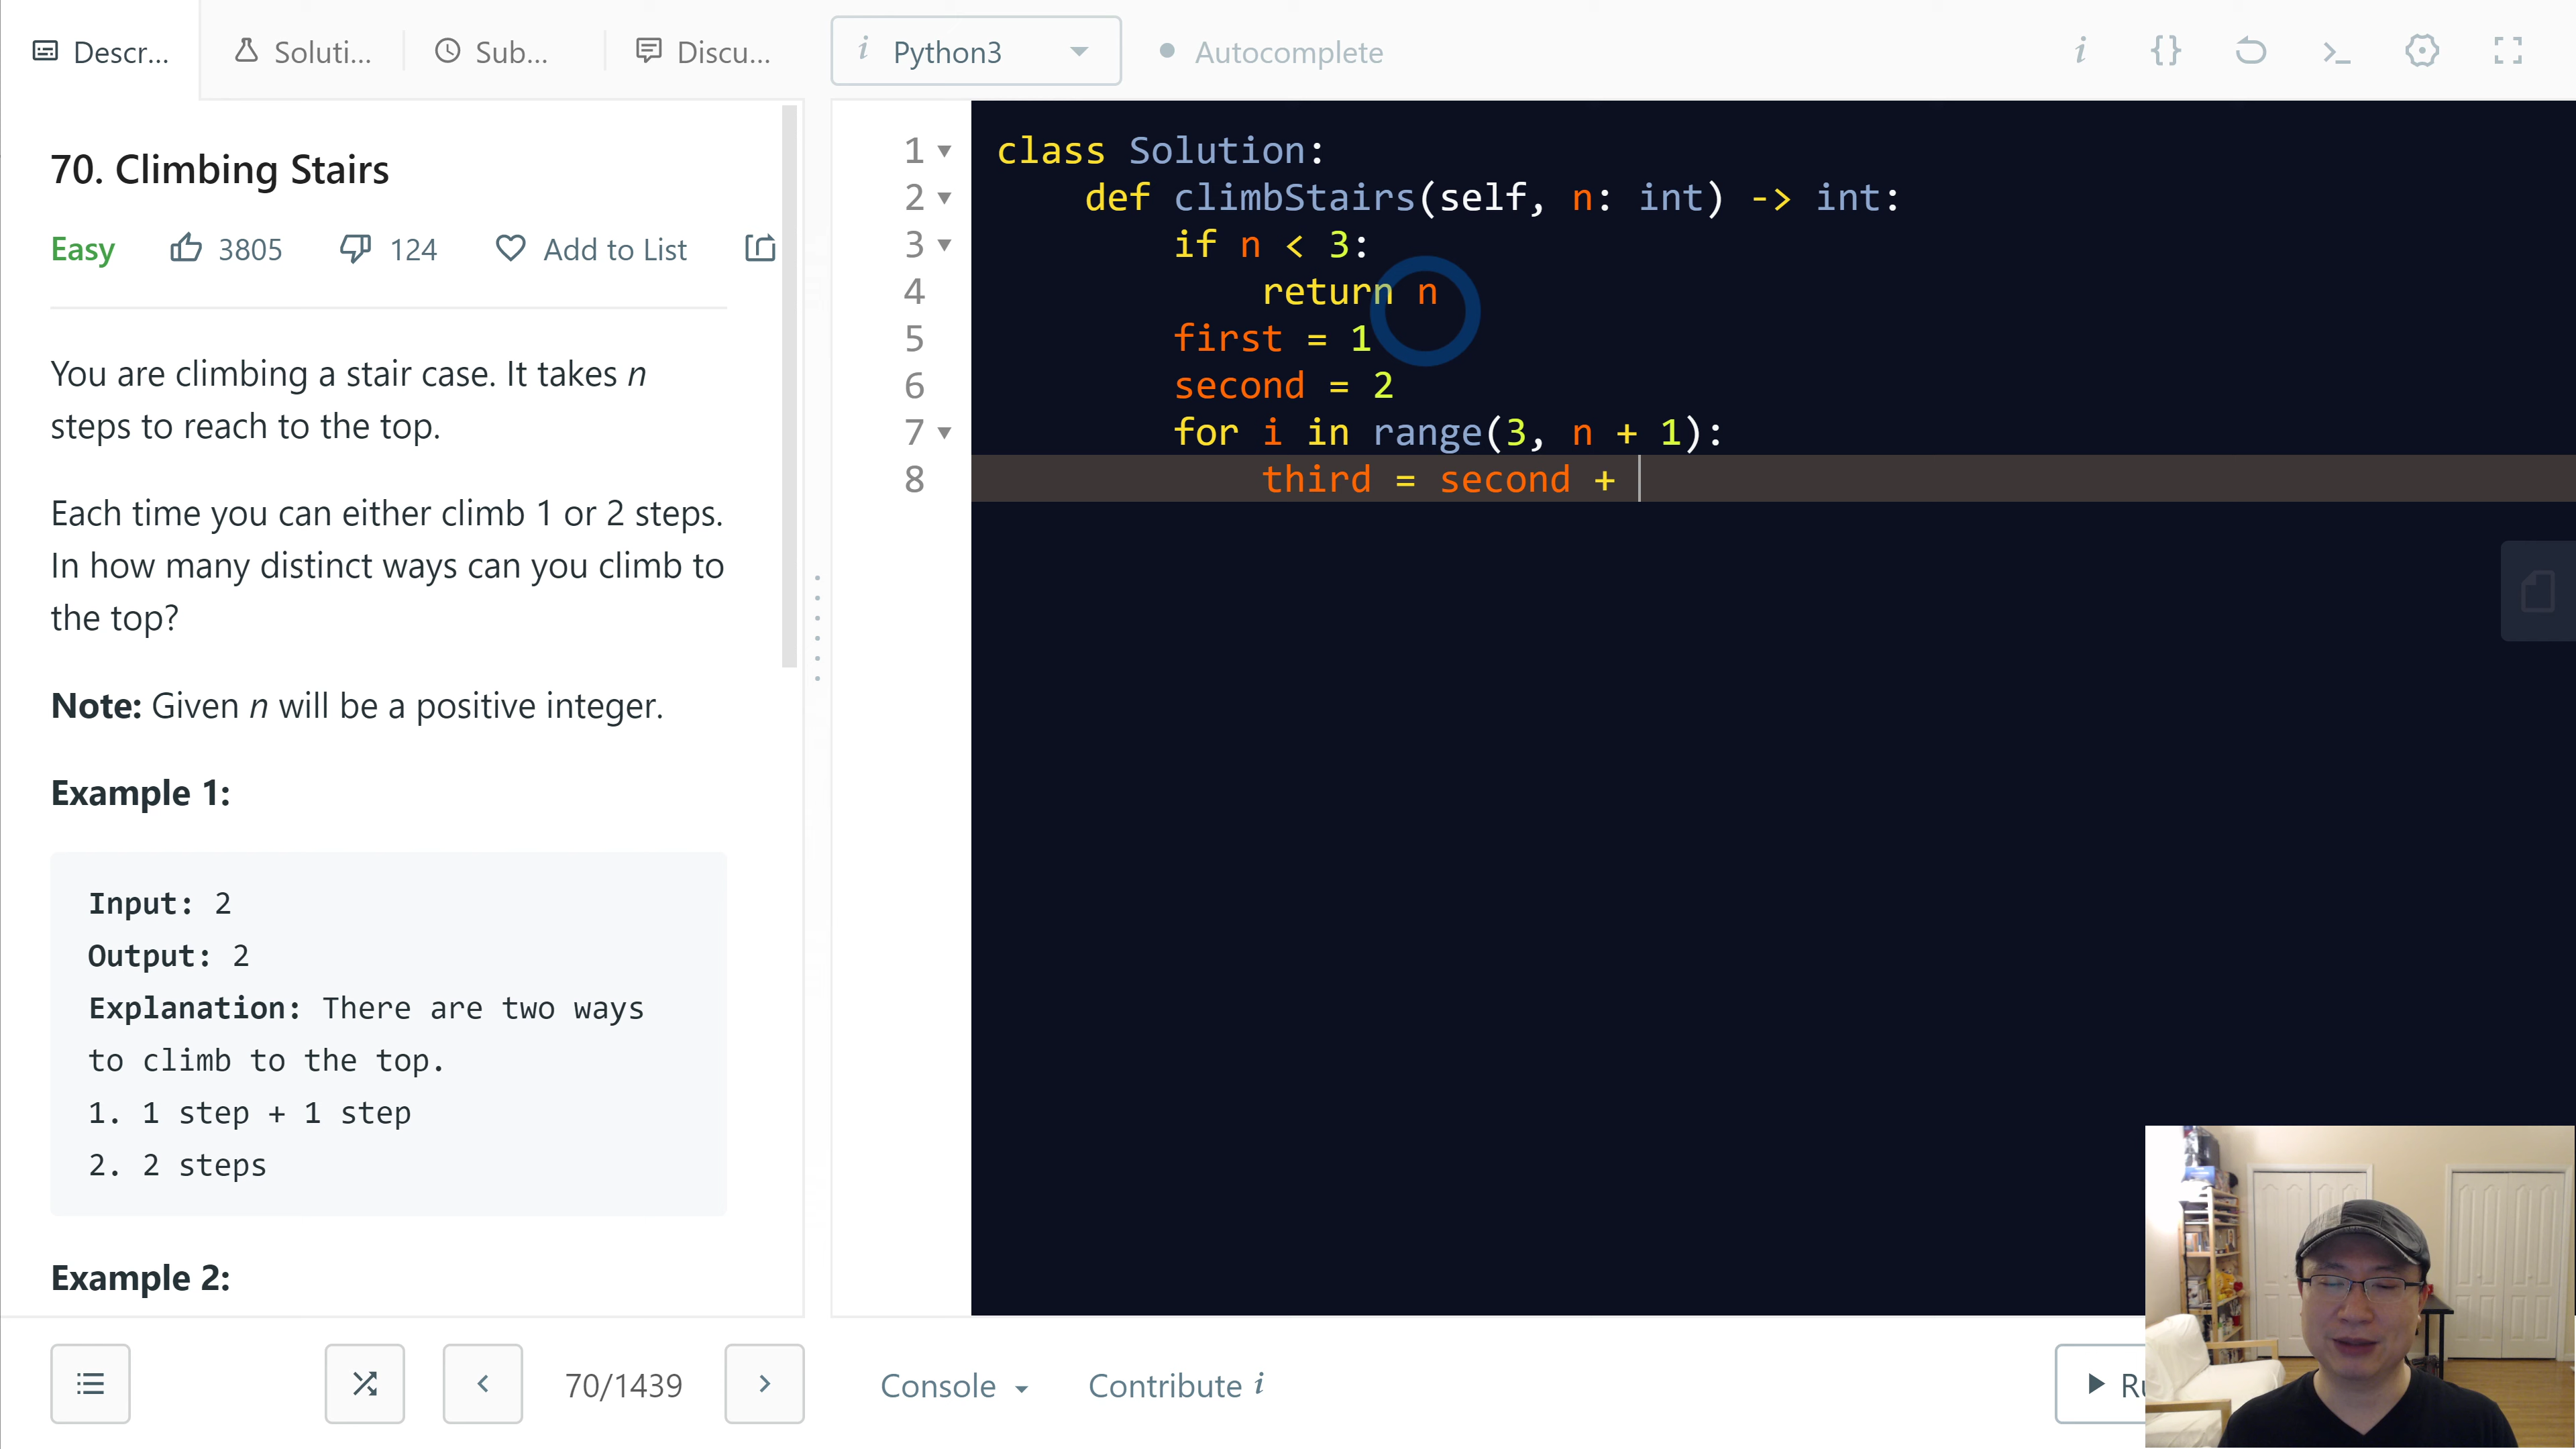 Descr...
Soluti...
Sub...
Discu...
i Python3
Autocomplete
i {} >_
70. Climbing Stairs
Easy 3805 124 Add to List
You are climbing a stair case. It takes n
steps to reach to the top.
Each time you can either climb 1 or 2 steps.
In how many distinct ways can you climb to
the top?
Note: Given n will be a positive integer.
Example 1:
Input: 2
Output: 2
Explanation: There are two ways
to climb to the top.
1. 1 step + 1 step
2. 2 steps
Example 2:
1 class Solution:
2 def climbStairs(self, n: int) -> int:
3 if n < 3:
4 return n
5 first = 1
6 second = 2
7 for i in range(3, n + 1):
8 third = second +
70/1439
Console
Contribute i
Ru